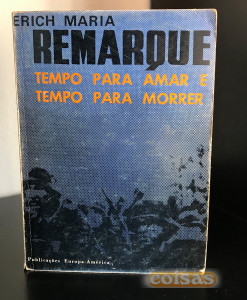 ERICH MARIA
REMARQUE
TEMPO PARA AMAR E
TEMPO PARA MORRER
Publicações Europa-América
coisas